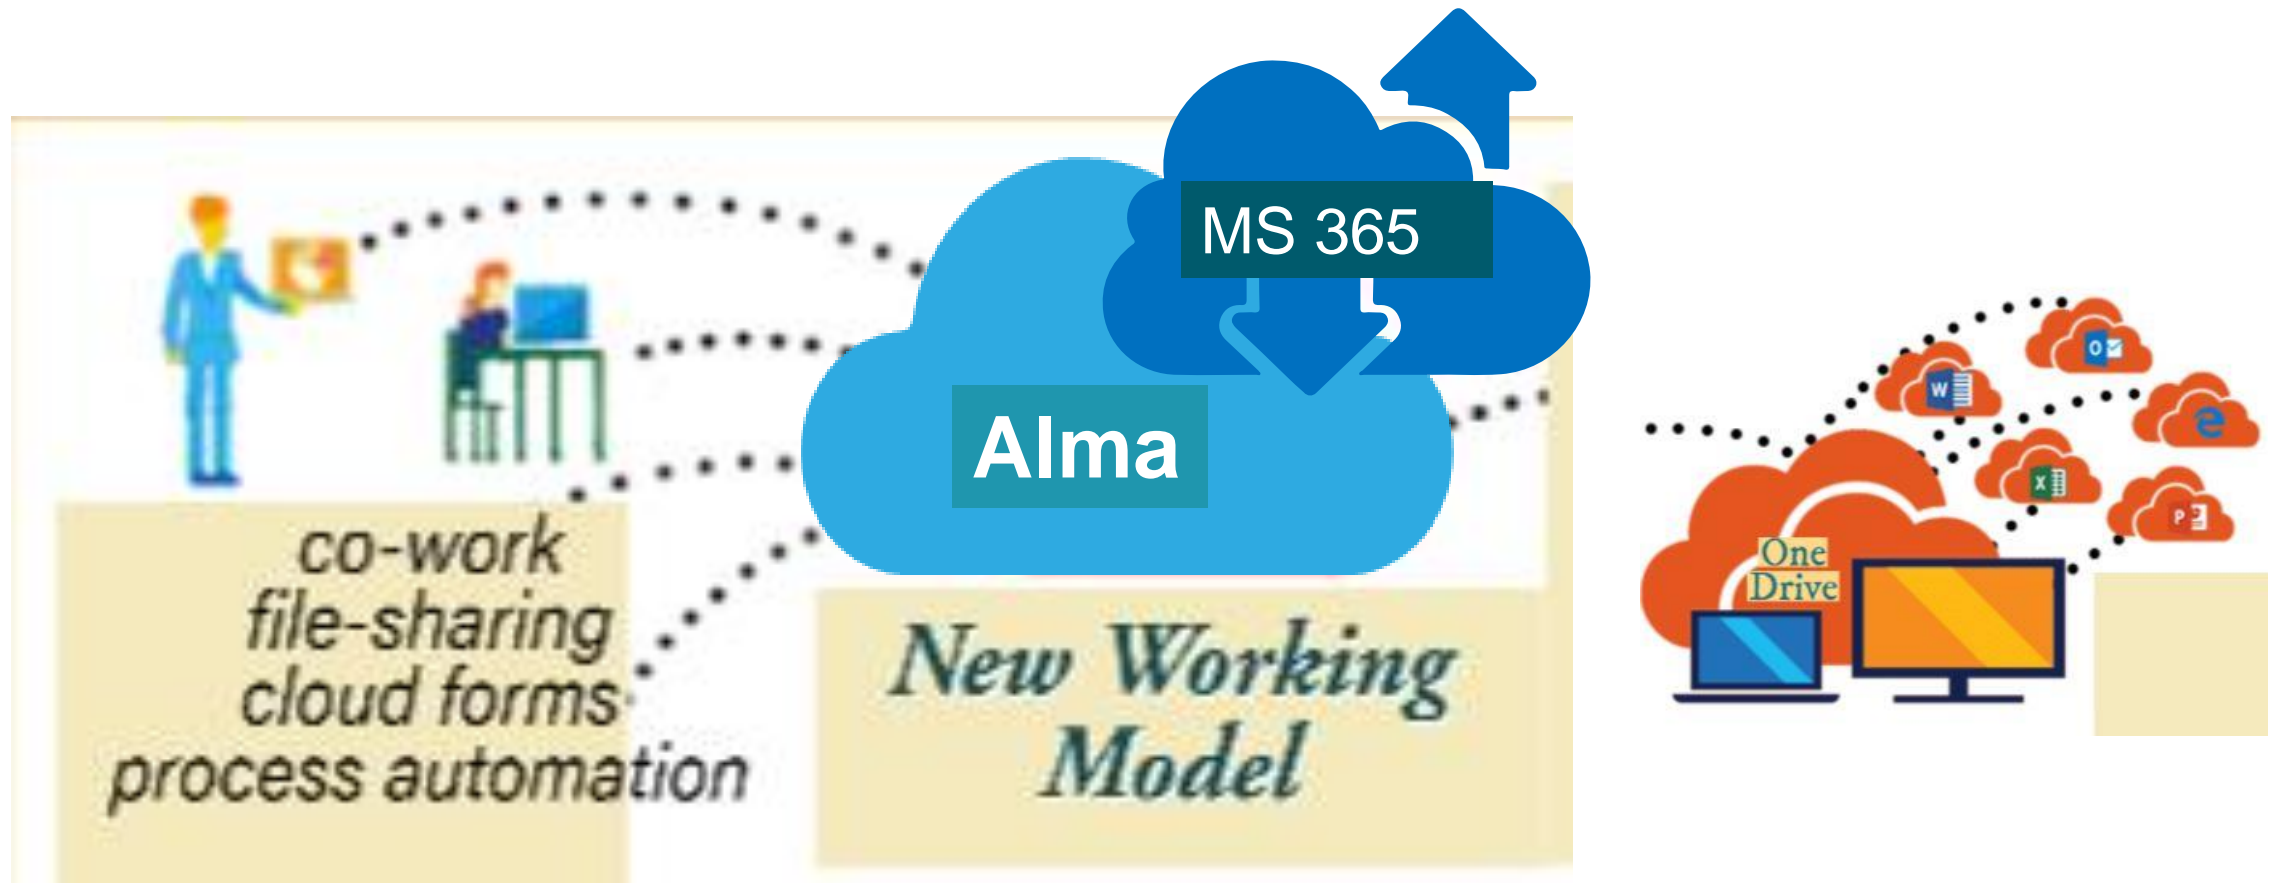 MS 365
Alma
co-work
file-sharing
cloud forms
process automation
New Working
Model
One
Drive
O
W
X
P